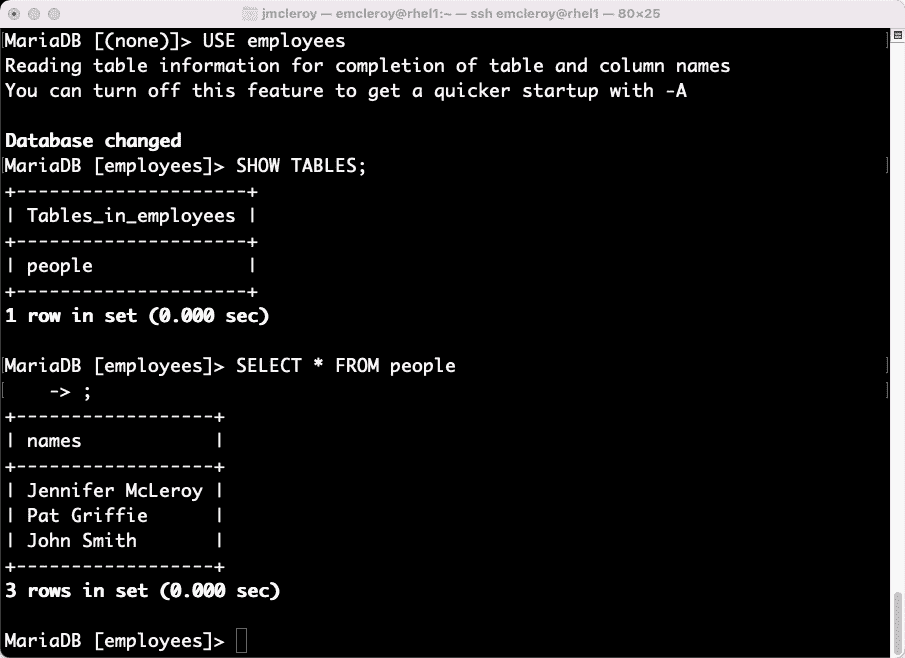 jmcleroy — emcleroy@rhel1:~ — ssh emcleroy@rhel1 — 80×25
MariaDB [(none)]> USE employees
Reading table information for completion of table and column names
You can turn off this feature to get a quicker startup with -A
Database changed
MariaDB [employees]> SHOW TABLES;
+---------------------+
| Tables_in_employees |
+---------------------+
| people              |
+---------------------+
1 row in set (0.000 sec)
MariaDB [employees]> SELECT * FROM people
    -> ;
+------------------+
| names            |
+------------------+
| Jennifer McLeroy |
| Pat Griffie      |
| John Smith       |
+------------------+
3 rows in set (0.000 sec)
MariaDB [employees]>